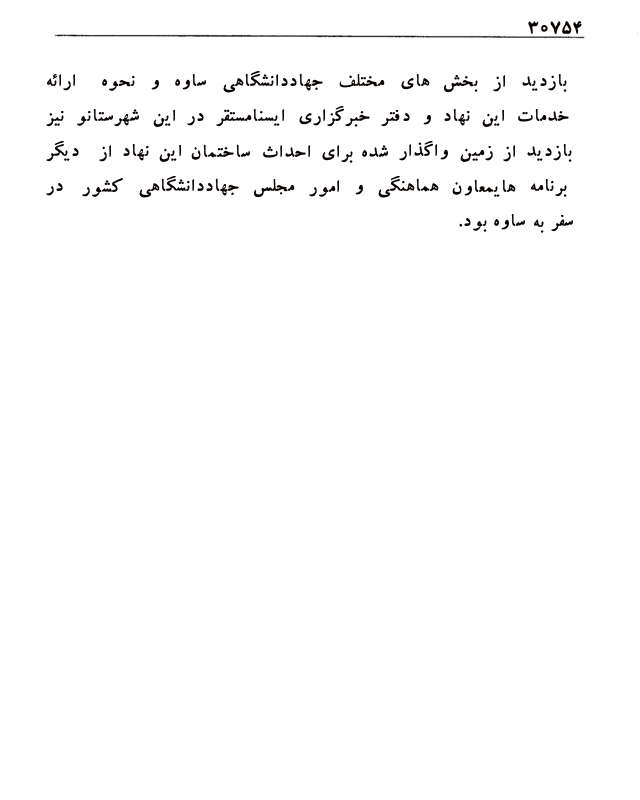 ۳۰۷۵۴
بازدید از بخش های مختلف جهاددانشگاهی ساوه و نحوه ارائه
خدمات این نهاد و دفتر خبرگزاری ایسنامستقر در این شهرستانو نیز
بازدید از زمین واگذار شده برای احداث ساختمان این نهاد از دیگر
برنامه هایمعاون هماهنگی و امور مجلس جهاددانشگاهی کشور در
سفر به ساوه بود.